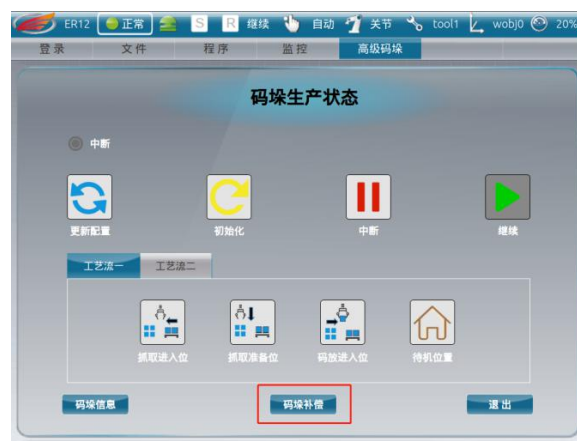 ER12 正常 S R 继续 自动 关节 tool1 wobj0 20%
登录 文件 程序 监控 高级码垛
码垛生产状态
中断
更新配置 初始化 中断 继续
工艺流一 工艺流二
抓取进入位 抓取准备位 码放进入位 待机位置
码垛信息 码垛补偿 退出